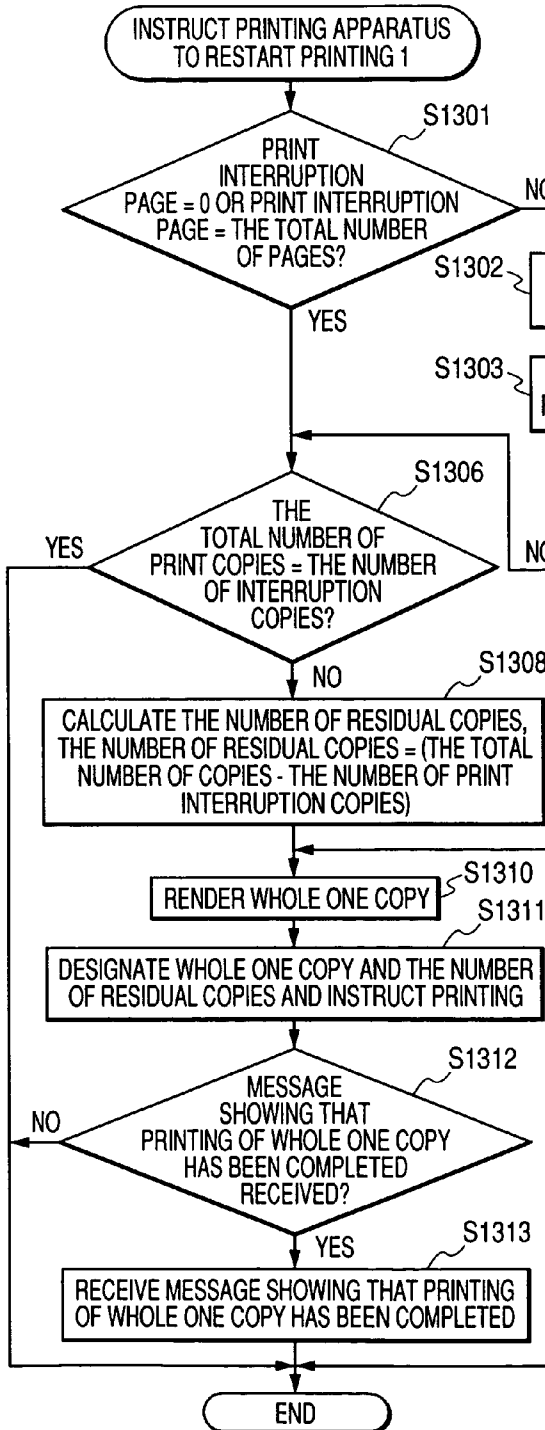 INSTRUCT PRINTING APPARATUS
TO RESTART PRINTING 1
S1301
PRINT
INTERRUPTION
PAGE = 0 OR PRINT INTERRUPTION
PAGE = THE TOTAL NUMBER
OF PAGES?
NO
S1302
YES
S1303
S1306
THE
TOTAL NUMBER OF
PRINT COPIES = THE NUMBER
OF INTERRUPTION
COPIES?
YES
NO
NO
S1308
CALCULATE THE NUMBER OF RESIDUAL COPIES,
THE NUMBER OF RESIDUAL COPIES = (THE TOTAL
NUMBER OF COPIES - THE NUMBER OF PRINT
INTERRUPTION COPIES)
S1310
RENDER WHOLE ONE COPY
S1311
DESIGNATE WHOLE ONE COPY AND THE NUMBER
OF RESIDUAL COPIES AND INSTRUCT PRINTING
S1312
MESSAGE
SHOWING THAT
PRINTING OF WHOLE ONE COPY
HAS BEEN COMPLETED
RECEIVED?
NO
YES
S1313
RECEIVE MESSAGE SHOWING THAT PRINTING
OF WHOLE ONE COPY HAS BEEN COMPLETED
END